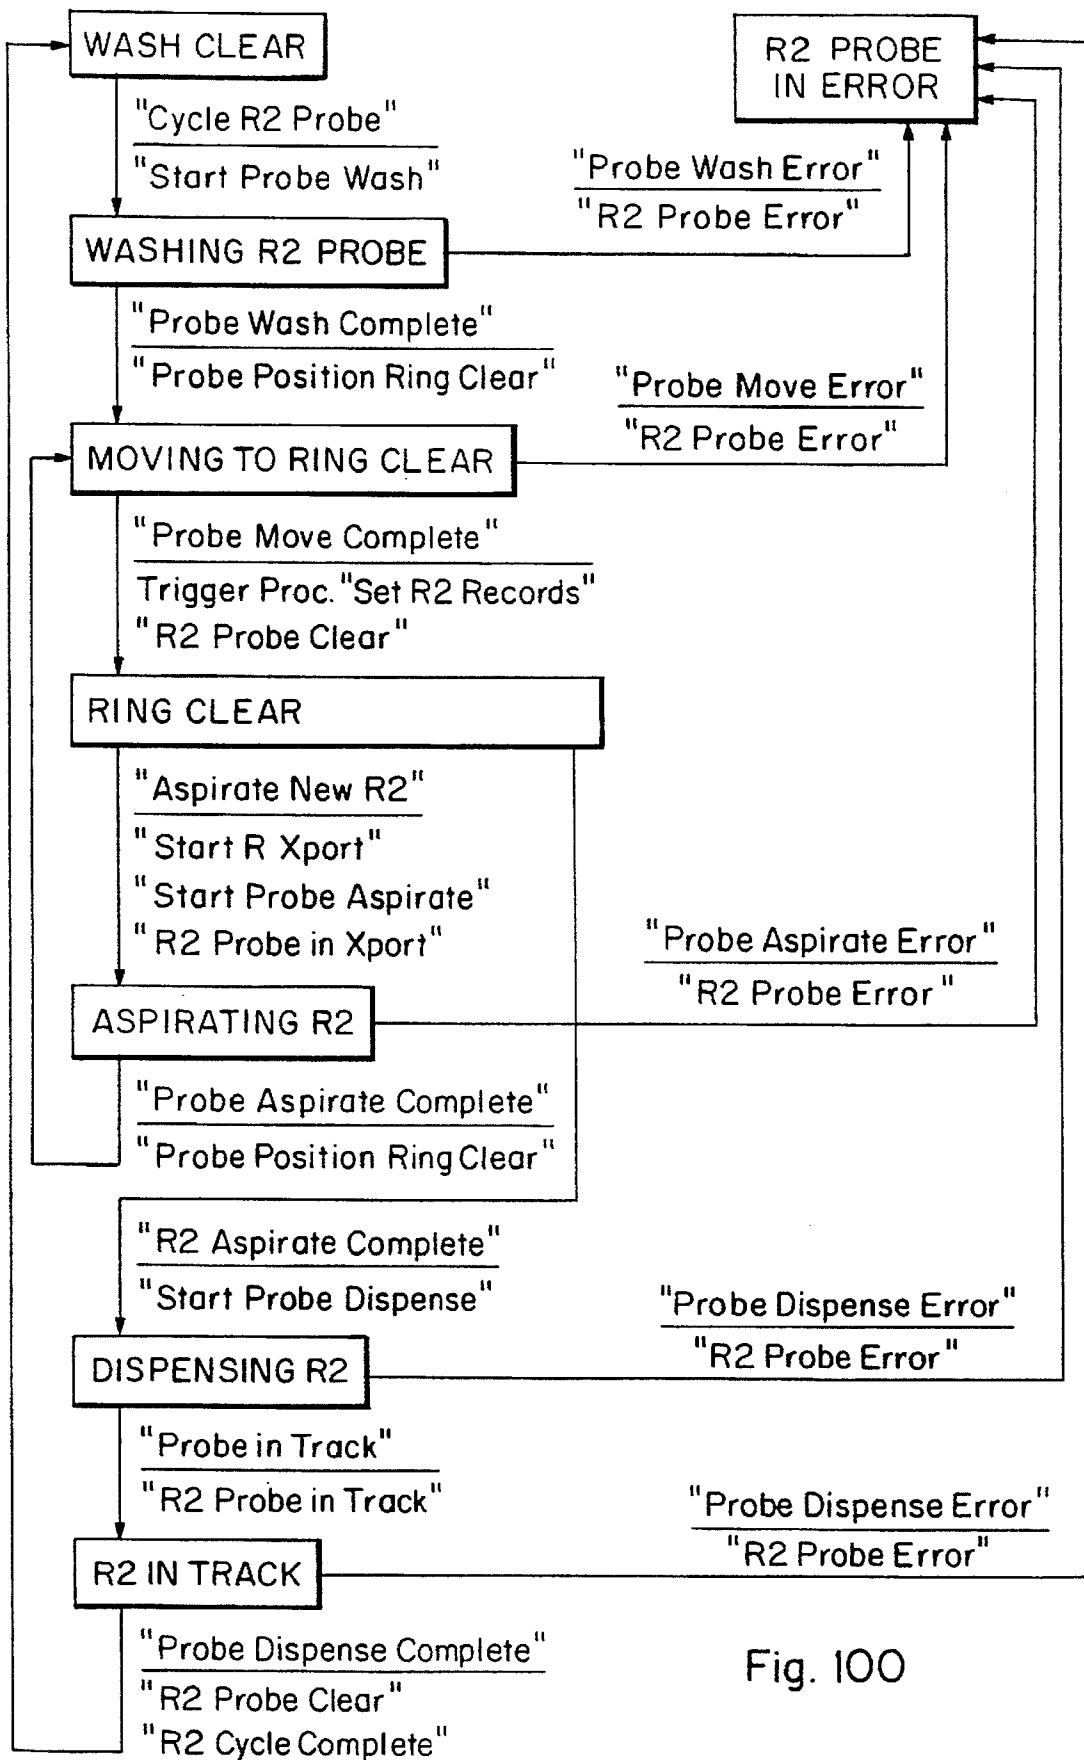 WASH CLEAR
R2 PROBE
IN ERROR
"Cycle R2 Probe"
"Start Probe Wash"
"Probe Wash Error"
"R2 Probe Error"
WASHING R2 PROBE
"Probe Wash Complete"
"Probe Position Ring Clear"
"Probe Move Error"
"R2 Probe Error"
MOVING TO RING CLEAR
"Probe Move Complete"
Trigger Proc. "Set R2 Records"
"R2 Probe Clear"
RING CLEAR
"Aspirate New R2"
"Start R Xport"
"Start Probe Aspirate"
"R2 Probe in Xport"
"Probe Aspirate Error"
"R2 Probe Error"
ASPIRATING R2
"Probe Aspirate Complete"
"Probe Position Ring Clear"
"R2 Aspirate Complete"
"Start Probe Dispense"
"Probe Dispense Error"
"R2 Probe Error"
DISPENSING R2
"Probe in Track"
"R2 Probe in Track"
"Probe Dispense Error"
"R2 Probe Error"
R2 IN TRACK
"Probe Dispense Complete"
"R2 Probe Clear"
"R2 Cycle Complete"
Fig. 100